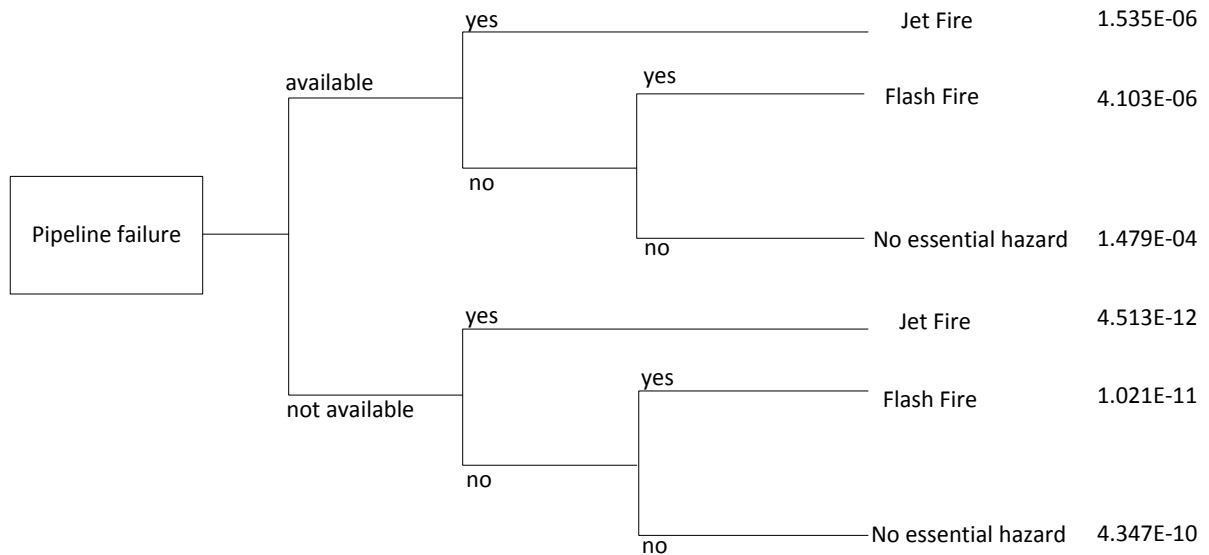 yes
Jet Fire 1.535E-06
available
yes
Flash Fire 4.103E-06
no
Pipeline failure
No essential hazard 1.479E-04
no
yes
Jet Fire 4.513E-12
yes
not available
Flash Fire 1.021E-11
no
No essential hazard 4.347E-10
no